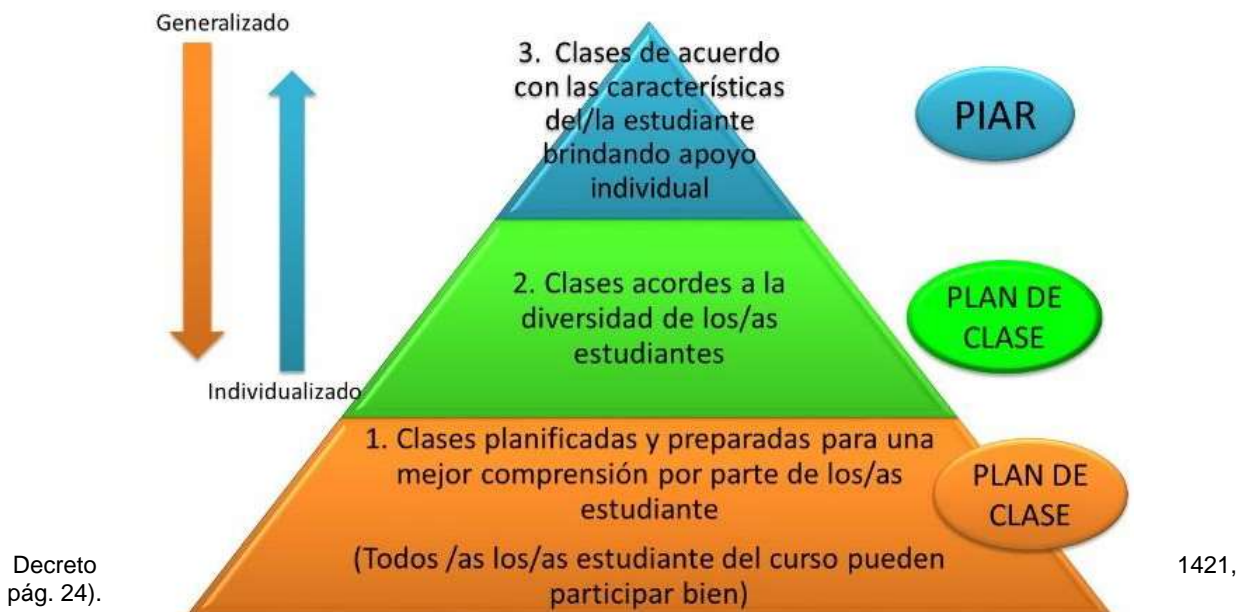 Generalizado
3. Clases de acuerdo
con las características
del/la estudiante
brindando apoyo
individual
PIAR
2. Clases acordes a la
diversidad de los/as
estudiantes
PLAN DE
CLASE
Individualizado
1. Clases planificadas y preparadas para una
mejor comprensión por parte de los/as
estudiante
PLAN DE
CLASE
(Todos /as los/as estudiante del curso pueden
participar bien)
Decreto 1421,
pág. 24).